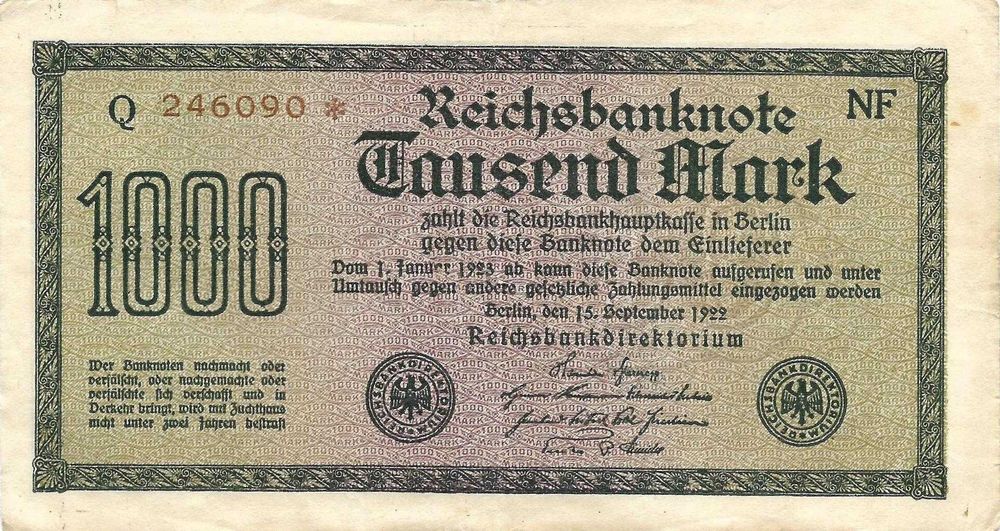 Q 246090 *
Reichsbanknote
NF
Tausend Mark
1000
zahlt die Reichsbankhauptkasse in Berlin
gegen diese Banknote dem Einlieferer
Vom 1. Januar 1923 ab kann diese Banknote aufgerufen und unter
Umtausch gegen andere gesetzliche Zahlungsmittel eingezogen werden
Berlin, den 15. September 1922
Reichsbankdirektorium
Wer Banknoten nachmacht oder
verfälscht, oder nachgemachte oder
verfälschte sich verschafft und in
Verkehr bringt, wird mit Zuchthaus
nicht unter zwei Jahren bestraft
REICHSBANKDIREKTORIUM
REICHSBANKDIREKTORIUM